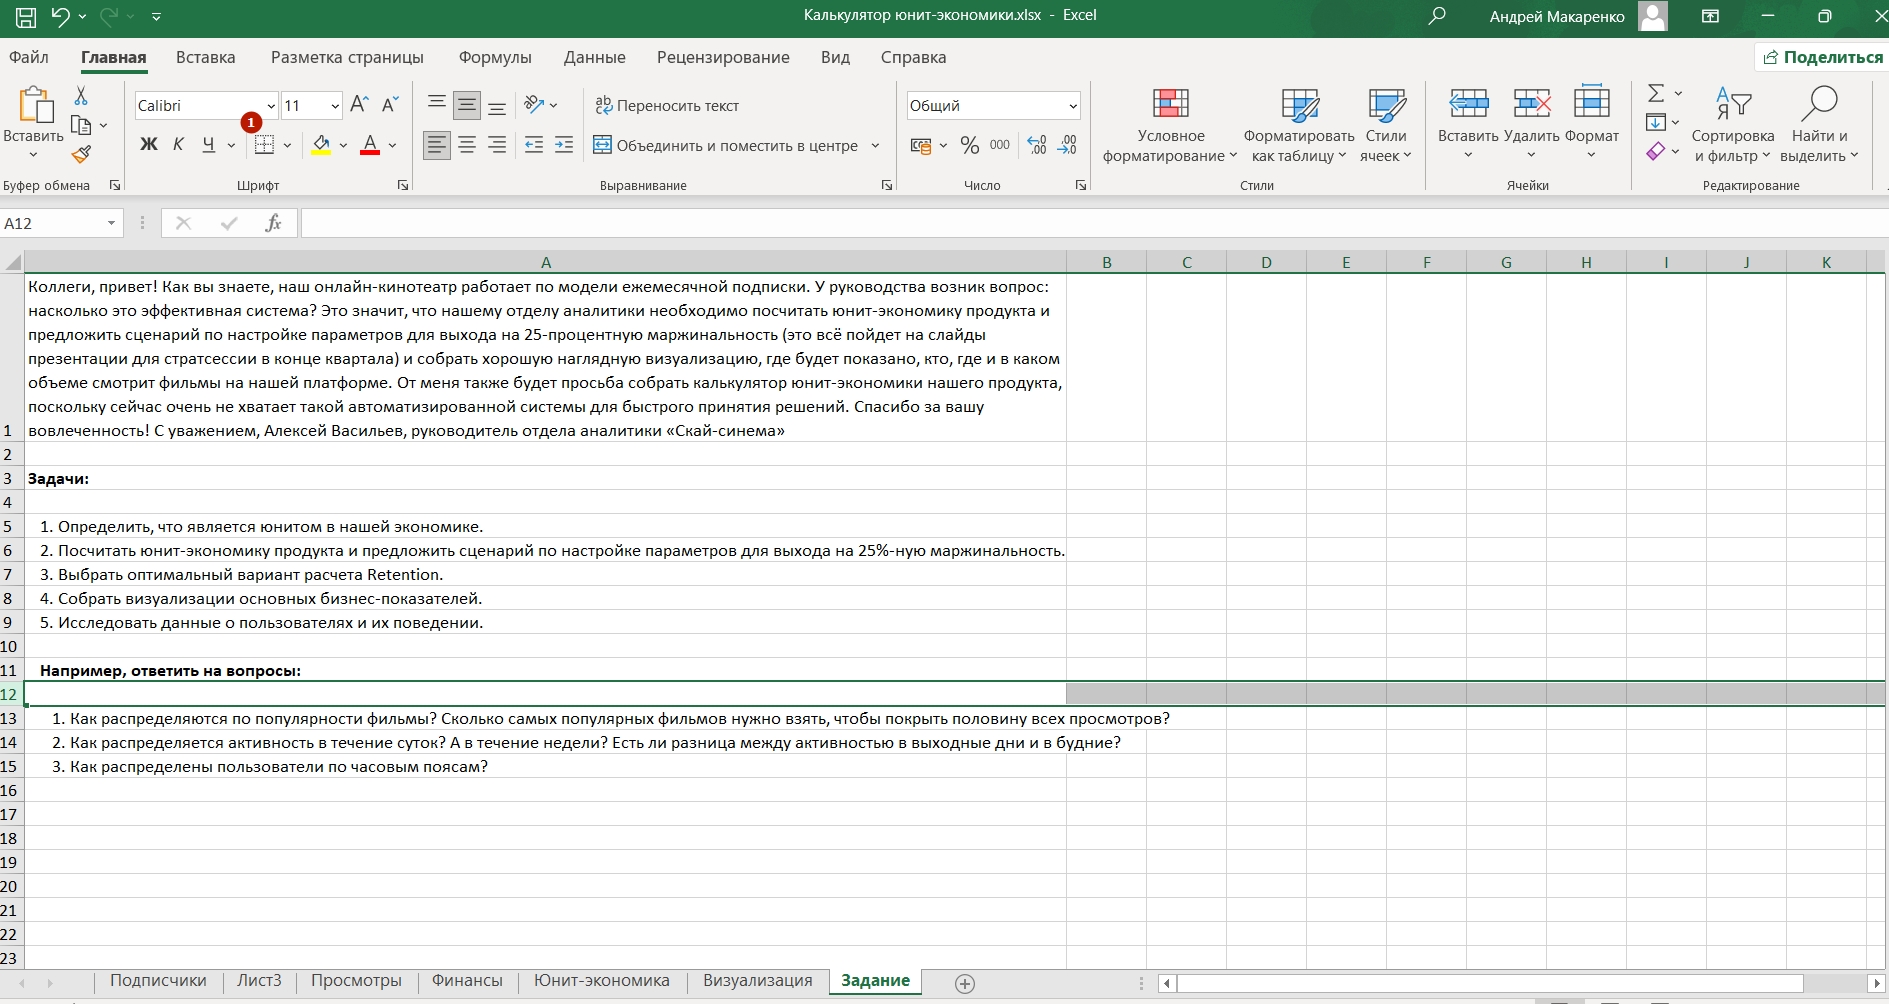 Калькулятор юнит-экономики.xlsx - Excel
Андрей Макаренко
Файл Главная Вставка Разметка страницы Формулы Данные Рецензирование Вид Справка Поделиться
Вставить
Буфер обмена
Calibri 11
1
Ж К Ч А
Шрифт
Переносить текст
Объединить и поместить в центре
Выравнивание
Общий
% 000
Число
Условное форматирование
Форматировать как таблицу
Стили ячеек
Стили
Вставить Удалить Формат
Ячейки
Сортировка и фильтр
Найти и выделить
Редактирование
A12 fx
A B C D E F G H I J K
Коллеги, привет! Как вы знаете, наш онлайн-кинотеатр работает по модели ежемесячной подписки. У руководства возник вопрос:
насколько это эффективная система? Это значит, что нашему отделу аналитики необходимо посчитать юнит-экономику продукта и
предложить сценарий по настройке параметров для выхода на 25-процентную маржинальность (это всё пойдет на слайды
презентации для стратсессии в конце квартала) и собрать хорошую наглядную визуализацию, где будет показано, кто, где и в каком
объеме смотрит фильмы на нашей платформе. От меня также будет просьба собрать калькулятор юнит-экономики нашего продукта,
поскольку сейчас очень не хватает такой автоматизированной системы для быстрого принятия решений. Спасибо за вашу
1 вовлеченность! С уважением, Алексей Васильев, руководитель отдела аналитики «Скай-синема»
2
3 Задачи:
4
5 1. Определить, что является юнитом в нашей экономике.
6 2. Посчитать юнит-экономику продукта и предложить сценарий по настройке параметров для выхода на 25%-ную маржинальность.
7 3. Выбрать оптимальный вариант расчета Retention.
8 4. Собрать визуализации основных бизнес-показателей.
9 5. Исследовать данные о пользователях и их поведении.
10
11 Например, ответить на вопросы:
12
13 1. Как распределяются по популярности фильмы? Сколько самых популярных фильмов нужно взять, чтобы покрыть половину всех просмотров?
14 2. Как распределяется активность в течение суток? А в течение недели? Есть ли разница между активностью в выходные дни и в будние?
15 3. Как распределены пользователи по часовым поясам?
16
17
18
19
20
21
22
23
Подписчики Лист3 Просмотры Финансы Юнит-экономика Визуализация Задание